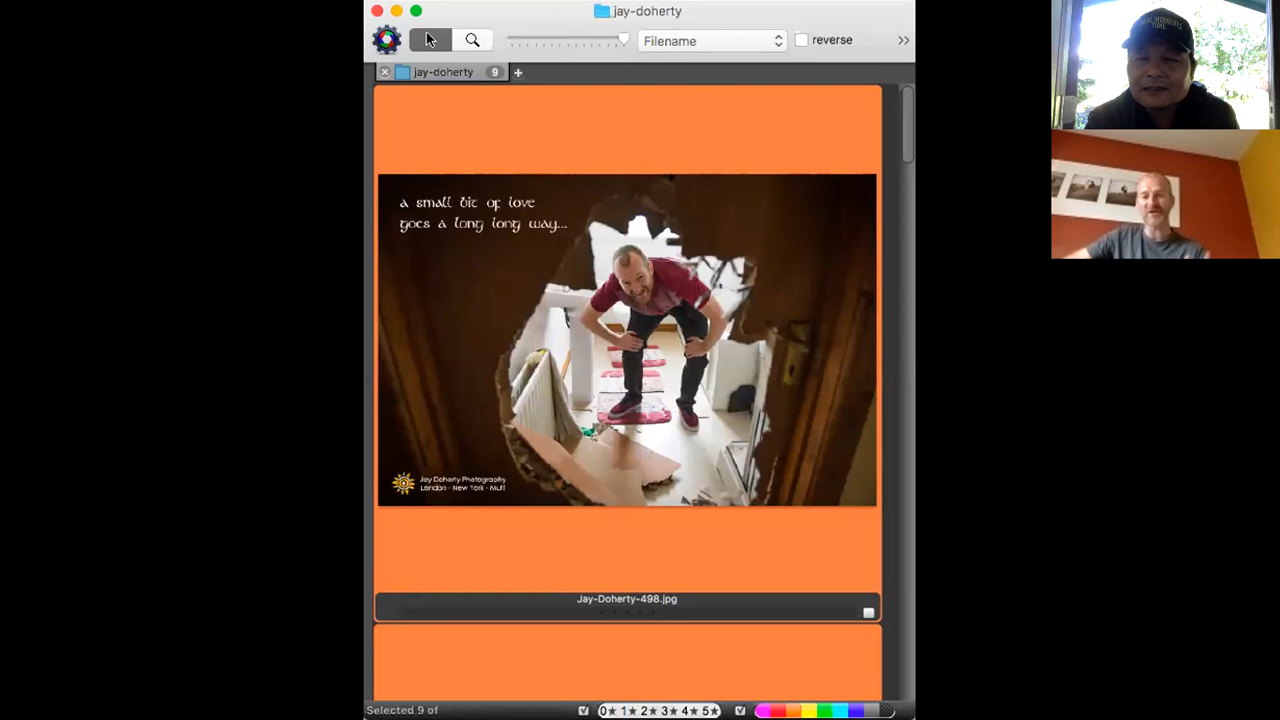 jay-doherty
Filename
reverse
jay-doherty 9
a small bit of love
goes a long long way...
Jay Doherty Photography
London - New York - Muff
Jay-Doherty-498.jpg
Selected 9 of
0★ 1★ 2★ 3★ 4★ 5★